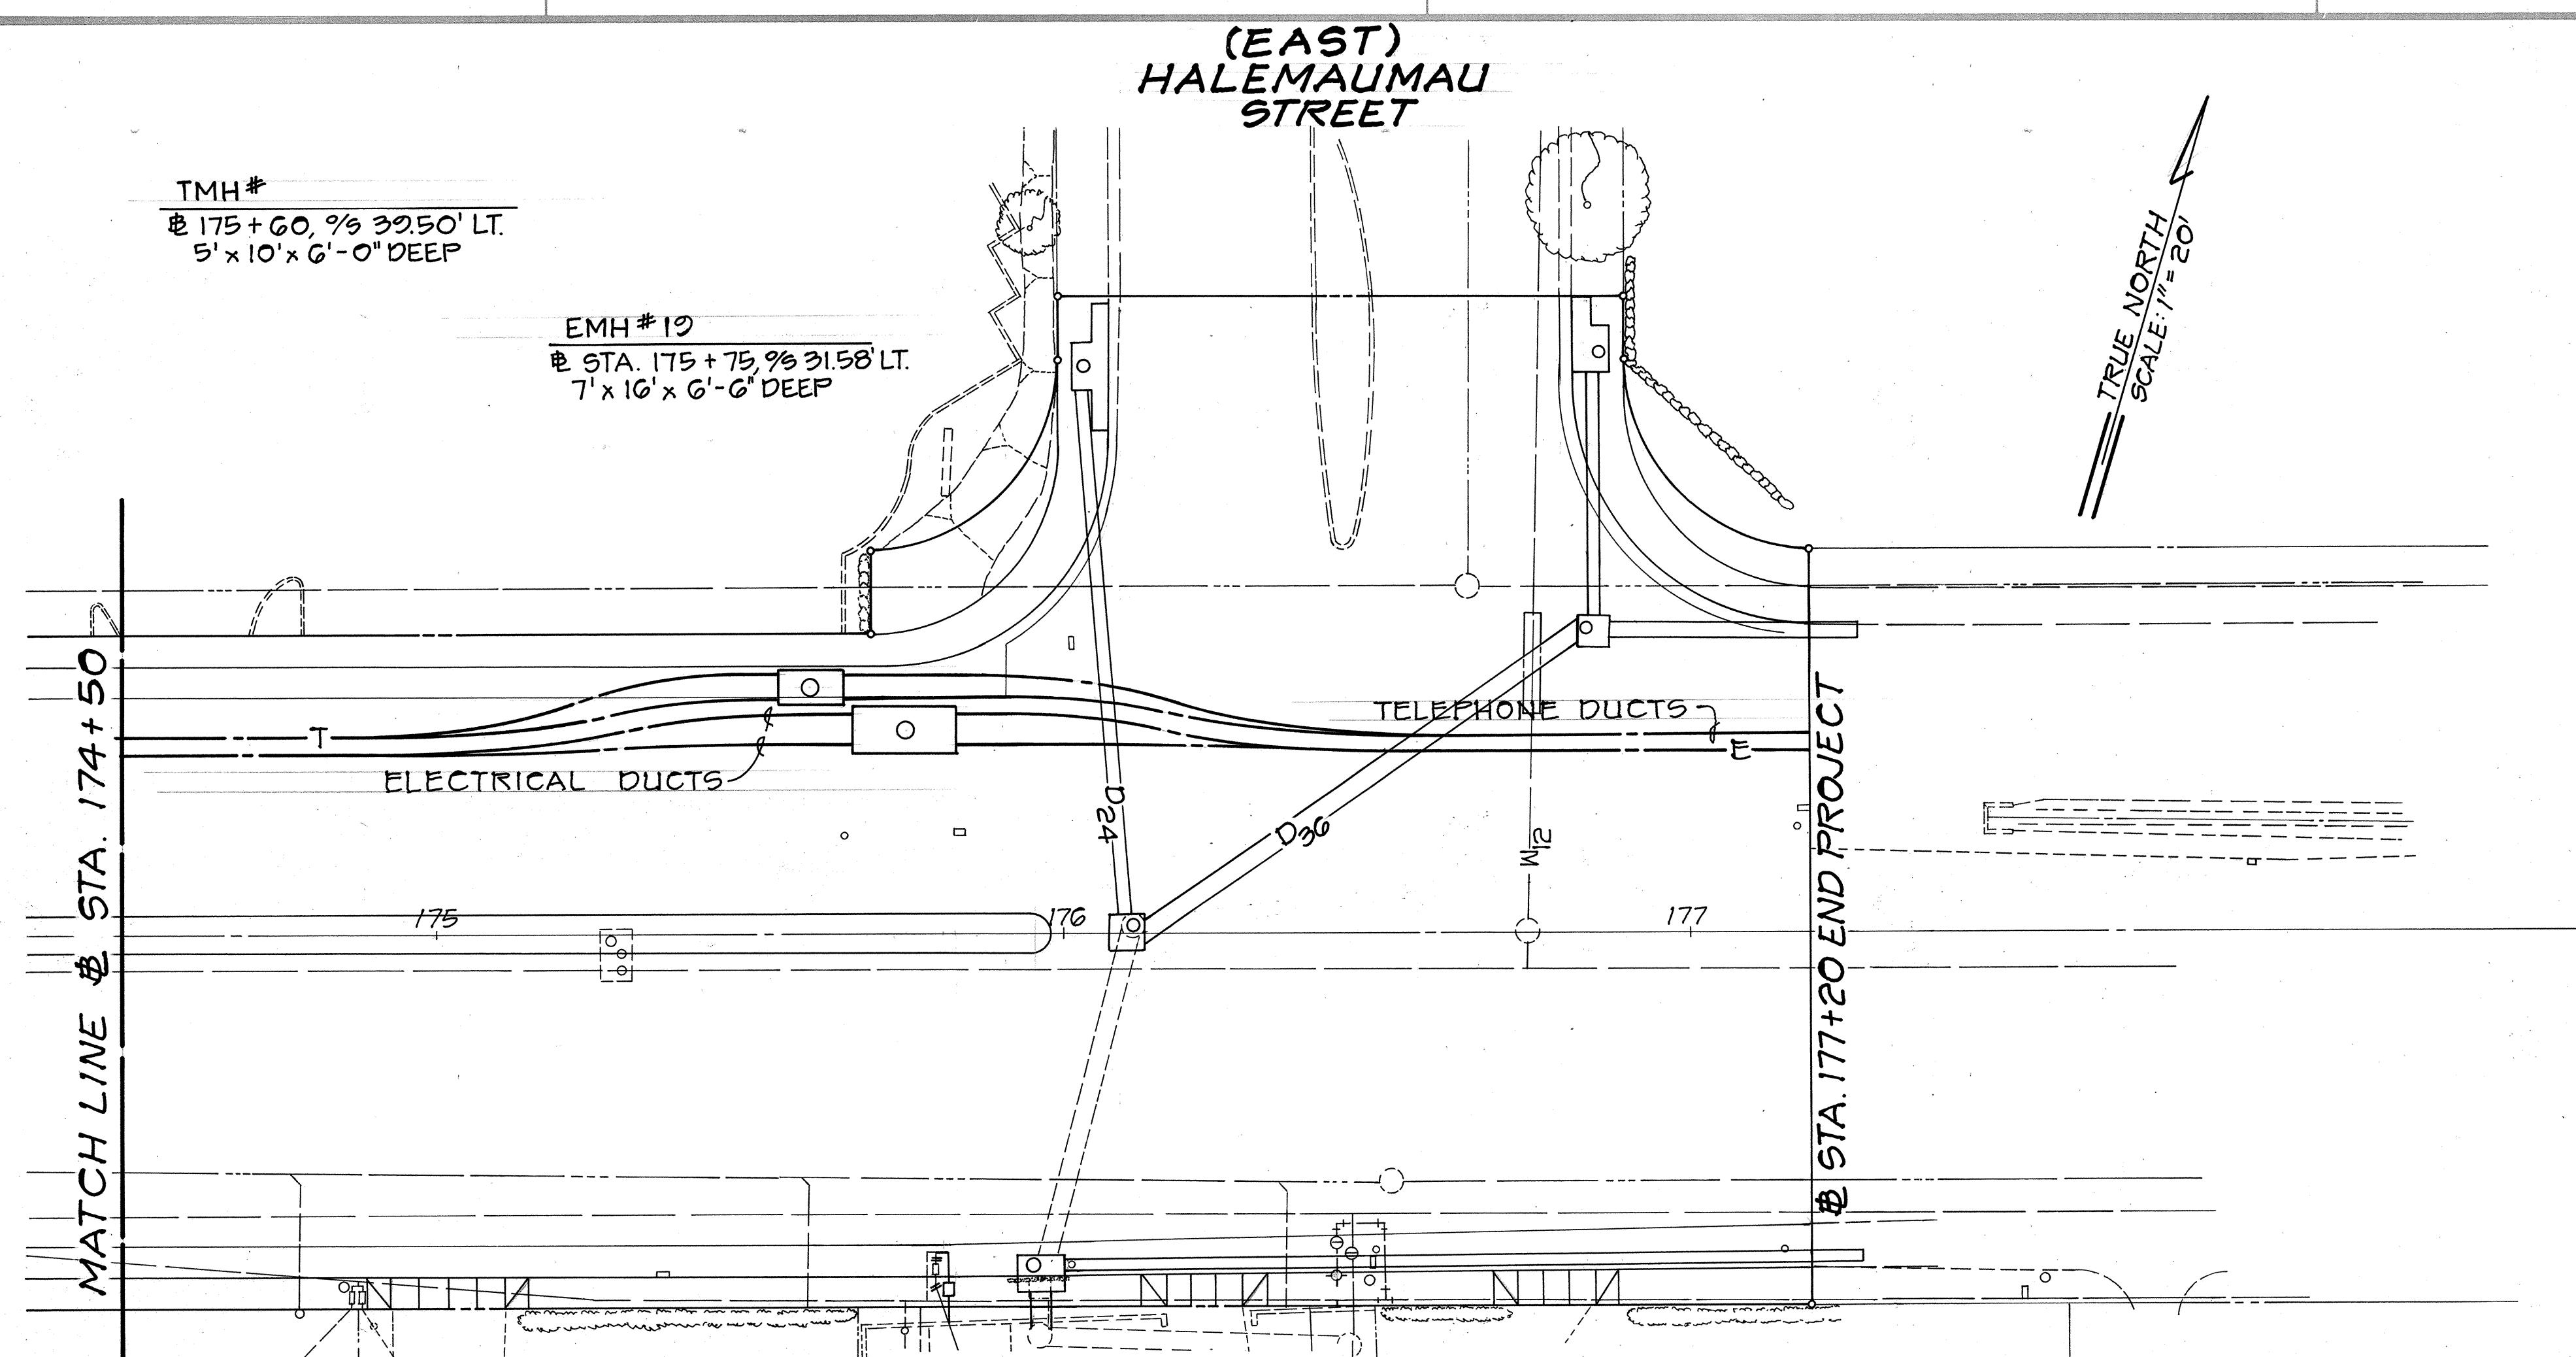 (EAST)
HALEMAUMAU
STREET
TMH#
℄ 175+60, O/S 39.50' LT.
5' x 10' x 6'-0" DEEP
EMH #19
℄ STA. 175+75, O/S 31.58' LT.
7' x 16' x 6'-6" DEEP
TRUE NORTH
SCALE: 1" = 20'
MATCH LINE ℄ STA. 174+50
T
ELECTRICAL DUCTS
TELEPHONE DUCTS
E
D24
D36
W12
175
176
177
℄ STA. 177+20 END PROJECT